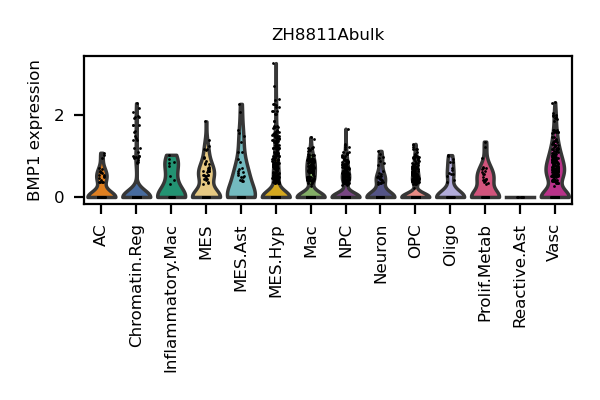 ZH8811Abulk
BMP1 expression
2
0
AC
Chromatin.Reg
Inflammatory.Mac
MES
MES.Ast
MES.Hyp
Mac
NPC
Neuron
OPC
Oligo
Prolif.Metab
Reactive.Ast
Vasc